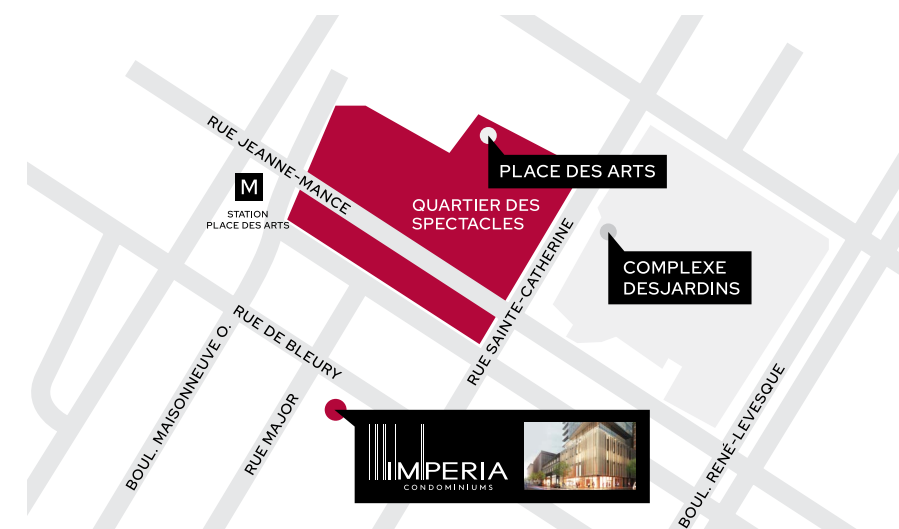 RUE JEANNE-MANCE
M
STATION
PLACE DES ARTS
PLACE DES ARTS
QUARTIER DES
SPECTACLES
COMPLEXE
DESJARDINS
RUE SAINTE-CATHERINE
RUE DE BLEURY
BOUL. MAISONNEUVE O.
RUE MAJOR
BOUL. RENÉ-LEVESQUE
IMPERIA
CONDOMINIUMS